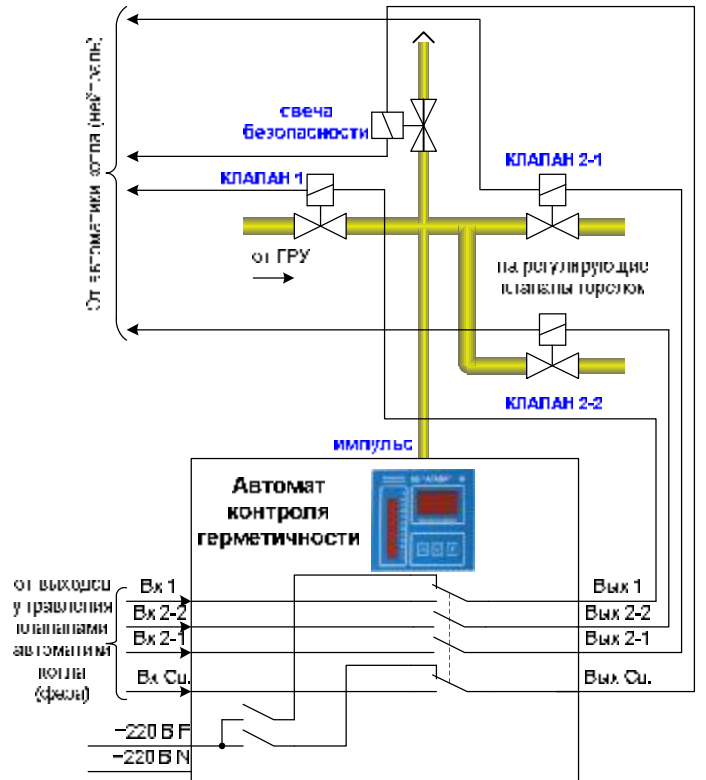 свеча
безопасности
КЛАПАН 1
КЛАПАН 2-1
От автоматики котла (нейтраль)
от ГРУ
на регулирующие
клапаны горелок
КЛАПАН 2-2
импульс
Автомат
контроля
герметичности
от выходов
управления
клапанами
автоматики
котла
(фаза)
Вх 1
Вых 1
Вх 2-2
Вых 2-2
Вх 2-1
Вых 2-1
Вх Сц.
Вых Сц.
~220 В F
~220 В N